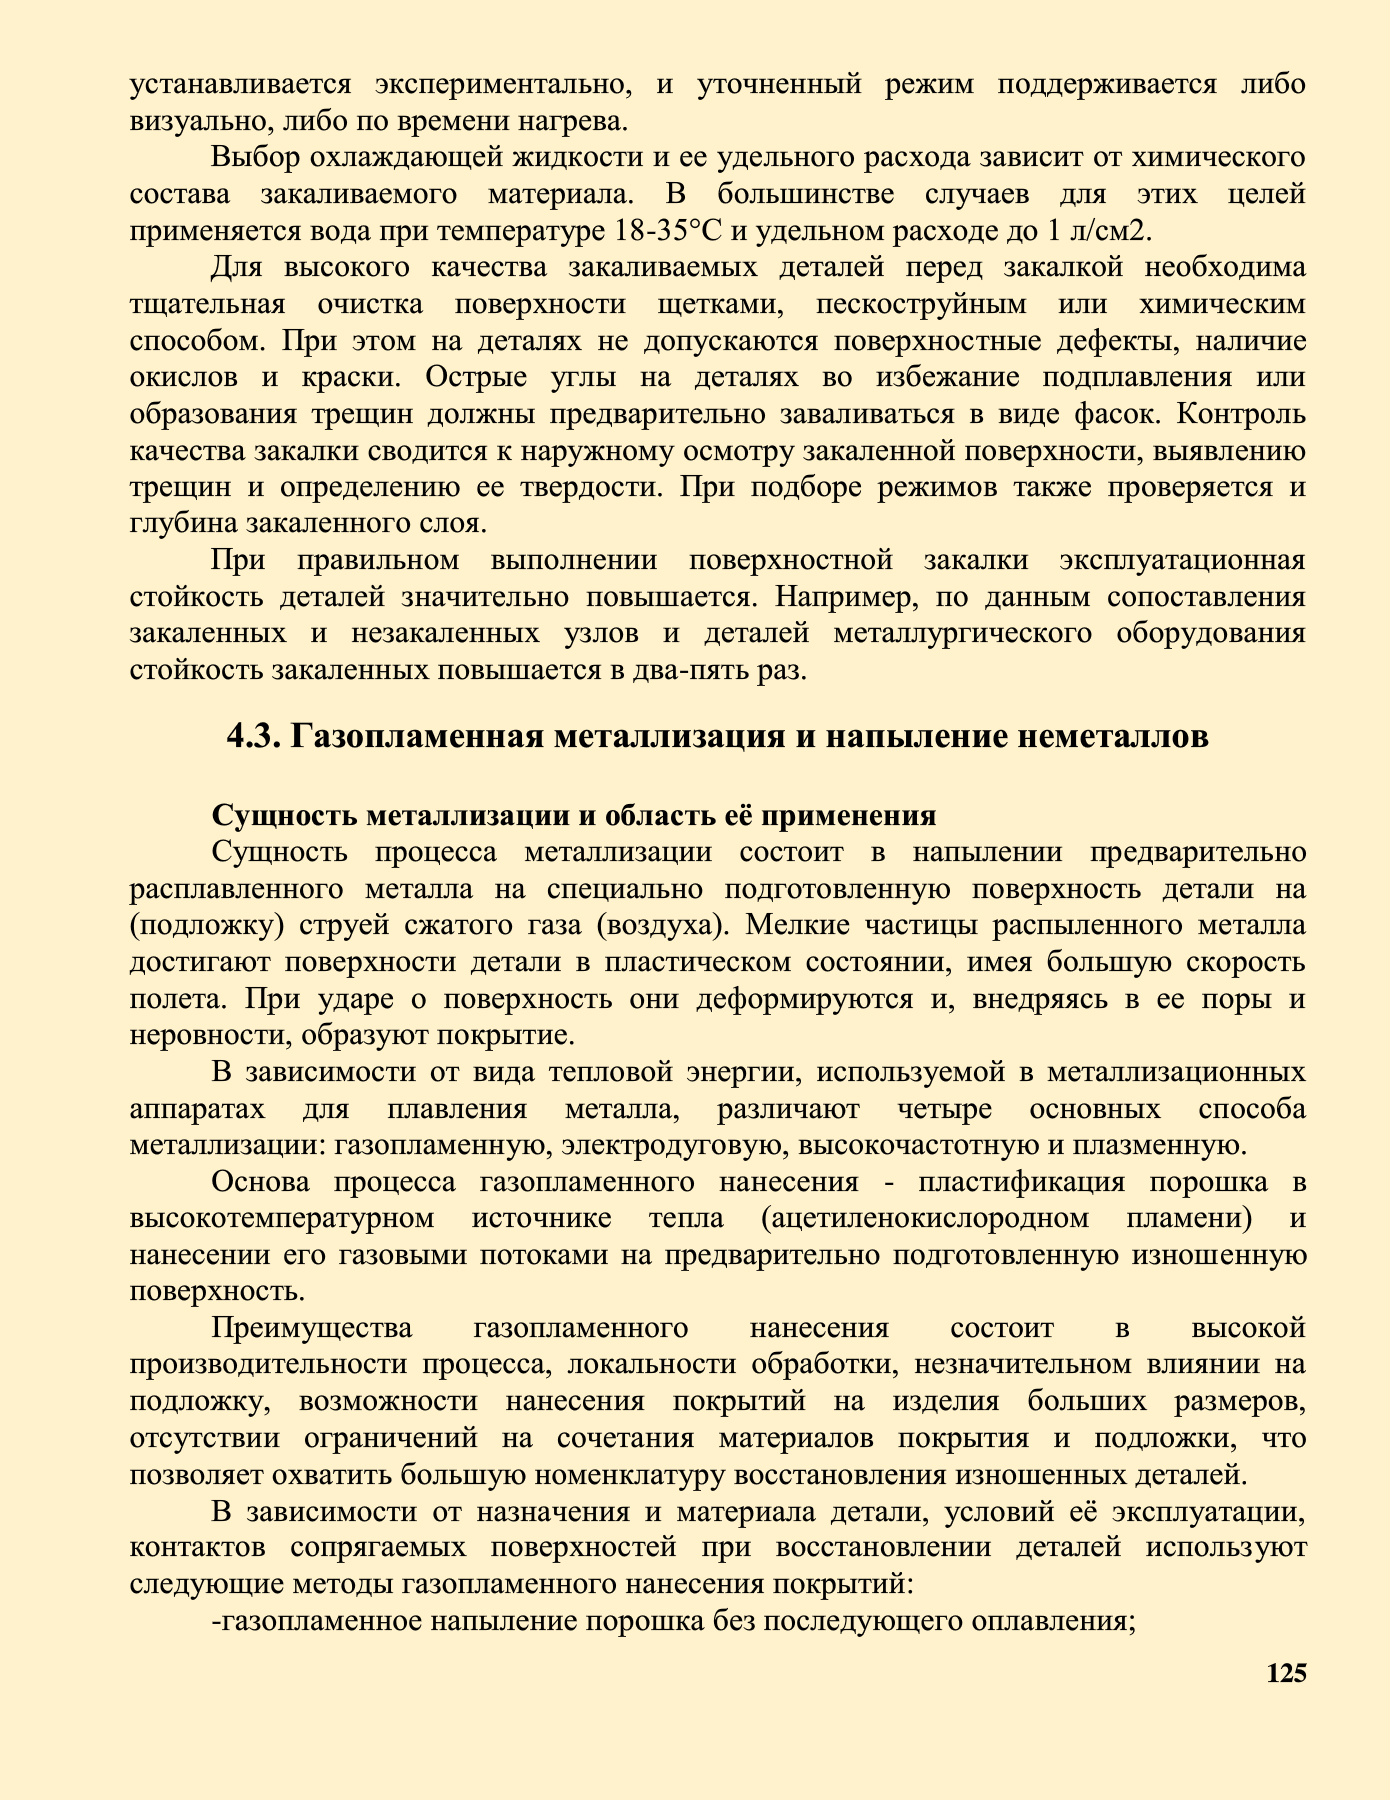 устанавливается экспериментально, и уточненный режим поддерживается либо
визуально, либо по времени нагрева.
Выбор охлаждающей жидкости и ее удельного расхода зависит от химического
состава закаливаемого материала. В большинстве случаев для этих целей
применяется вода при температуре 18-35°С и удельном расходе до 1 л/см2.
Для высокого качества закаливаемых деталей перед закалкой необходима
тщательная очистка поверхности щетками, пескоструйным или химическим
способом. При этом на деталях не допускаются поверхностные дефекты, наличие
окислов и краски. Острые углы на деталях во избежание подплавления или
образования трещин должны предварительно заваливаться в виде фасок. Контроль
качества закалки сводится к наружному осмотру закаленной поверхности, выявлению
трещин и определению ее твердости. При подборе режимов также проверяется и
глубина закаленного слоя.
При правильном выполнении поверхностной закалки эксплуатационная
стойкость деталей значительно повышается. Например, по данным сопоставления
закаленных и незакаленных узлов и деталей металлургического оборудования
стойкость закаленных повышается в два-пять раз.
4.3. Газопламенная металлизация и напыление неметаллов
Сущность металлизации и область её применения
Сущность процесса металлизации состоит в напылении предварительно
расплавленного металла на специально подготовленную поверхность детали на
(подложку) струей сжатого газа (воздуха). Мелкие частицы распыленного металла
достигают поверхности детали в пластическом состоянии, имея большую скорость
полета. При ударе о поверхность они деформируются и, внедряясь в ее поры и
неровности, образуют покрытие.
В зависимости от вида тепловой энергии, используемой в металлизационных
аппаратах для плавления металла, различают четыре основных способа
металлизации: газопламенную, электродуговую, высокочастотную и плазменную.
Основа процесса газопламенного нанесения - пластификация порошка в
высокотемпературном источнике тепла (ацетиленокислородном пламени) и
нанесении его газовыми потоками на предварительно подготовленную изношенную
поверхность.
Преимущества газопламенного нанесения состоит в высокой
производительности процесса, локальности обработки, незначительном влиянии на
подложку, возможности нанесения покрытий на изделия больших размеров,
отсутствии ограничений на сочетания материалов покрытия и подложки, что
позволяет охватить большую номенклатуру восстановления изношенных деталей.
В зависимости от назначения и материала детали, условий её эксплуатации,
контактов сопрягаемых поверхностей при восстановлении деталей используют
следующие методы газопламенного нанесения покрытий:
-газопламенное напыление порошка без последующего оплавления;
125